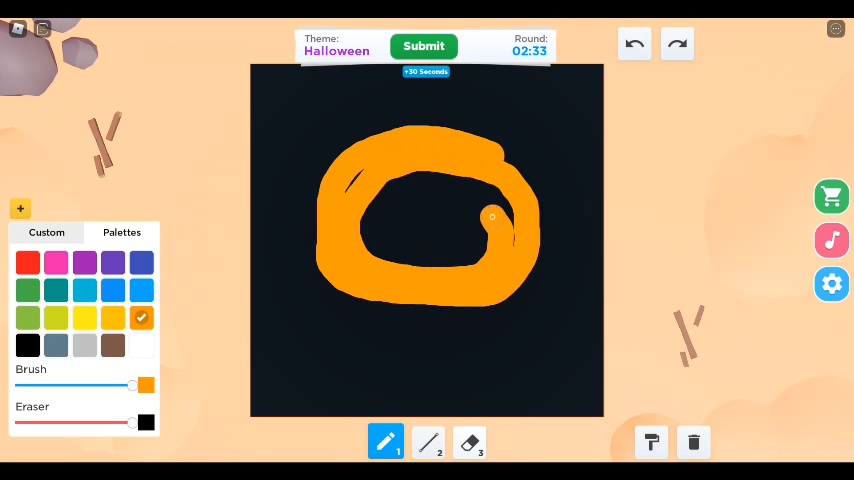 Theme:
Halloween
Submit
Round:
02:33
+30 Seconds
+
Custom
Palettes
Brush
Eraser
1
2
3